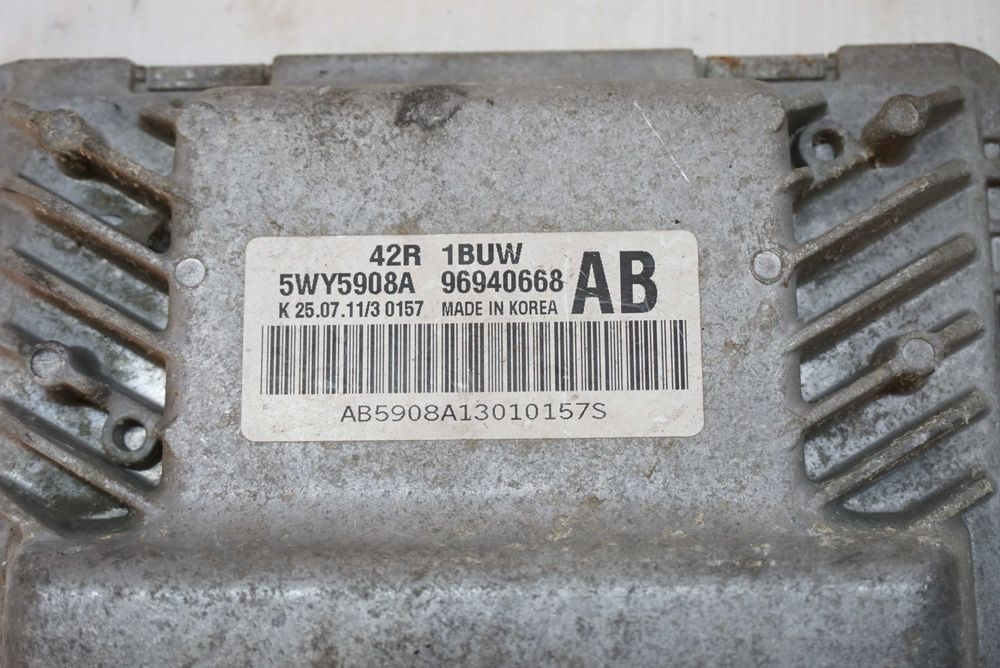 42R 1BUW
5WY5908A 96940668 AB
K 25.07.11/3 0157 MADE IN KOREA
AB5908A13010157S